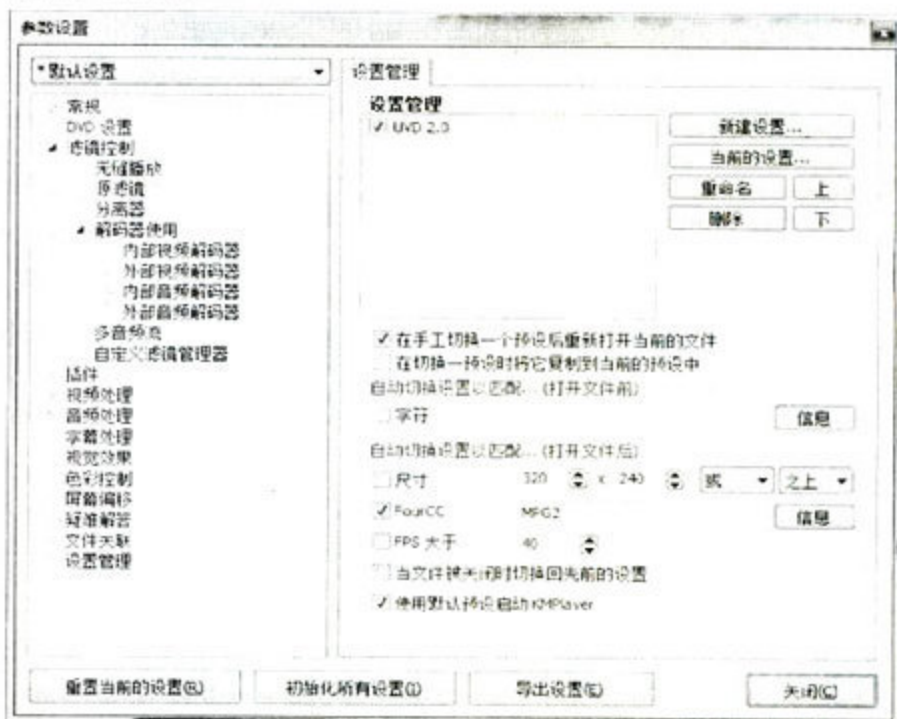 参数设置
*默认设置
常规
DVD 设置
滤镜控制
无缝播放
原滤镜
分离器
解码器使用
内部视频解码器
外部视频解码器
内部音频解码器
外部音频解码器
多音频流
自定义滤镜管理器
插件
视频处理
音频处理
字幕处理
视觉效果
色彩控制
屏幕偏移
疑难解答
文件关联
设置管理
设置管理
设置管理
UVD 2.0
新建设置...
当前的设置...
重命名 上
删除 下
在手工切换一个预设后重新打开当前的文件
在切换一预设时将它复制到当前的预设中
自动切换设置以匹配... (打开文件前)
字符 信息
自动切换设置以匹配... (打开文件后)
尺寸 320 x 240 或 之上
FourCC MPG2 信息
FPS 大于 40
当文件被关闭时切换回先前的设置
使用默认预设启动 KMPlayer
重置当前的设置(R) 初始化所有设置(I) 导出设置(E) 关闭(C)